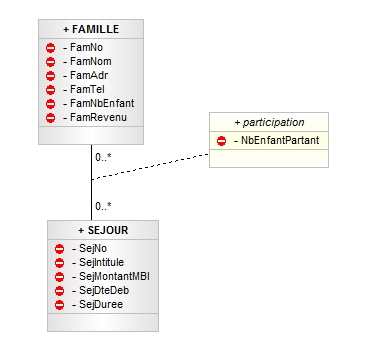 + FAMILLE
- FamNo
- FamNom
- FamAdr
- FamTel
- FamNbEnfant
- FamRevenu
+ participation
- NbEnfantPartant
0..*
0..*
+ SEJOUR
- SejNo
- SejIntitule
- SejMontantMBI
- SejDteDeb
- SejDuree